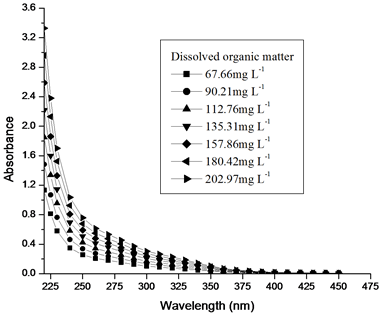 3.6
3.2
2.8
2.4
2.0
1.6
1.2
0.8
0.4
0.0
Absorbance
Dissolved organic matter
67.66mg L⁻¹
90.21mg L⁻¹
112.76mg L⁻¹
135.31mg L⁻¹
157.86mg L⁻¹
180.42mg L⁻¹
202.97mg L⁻¹
225 250 275 300 325 350 375 400 425 450 475
Wavelength (nm)